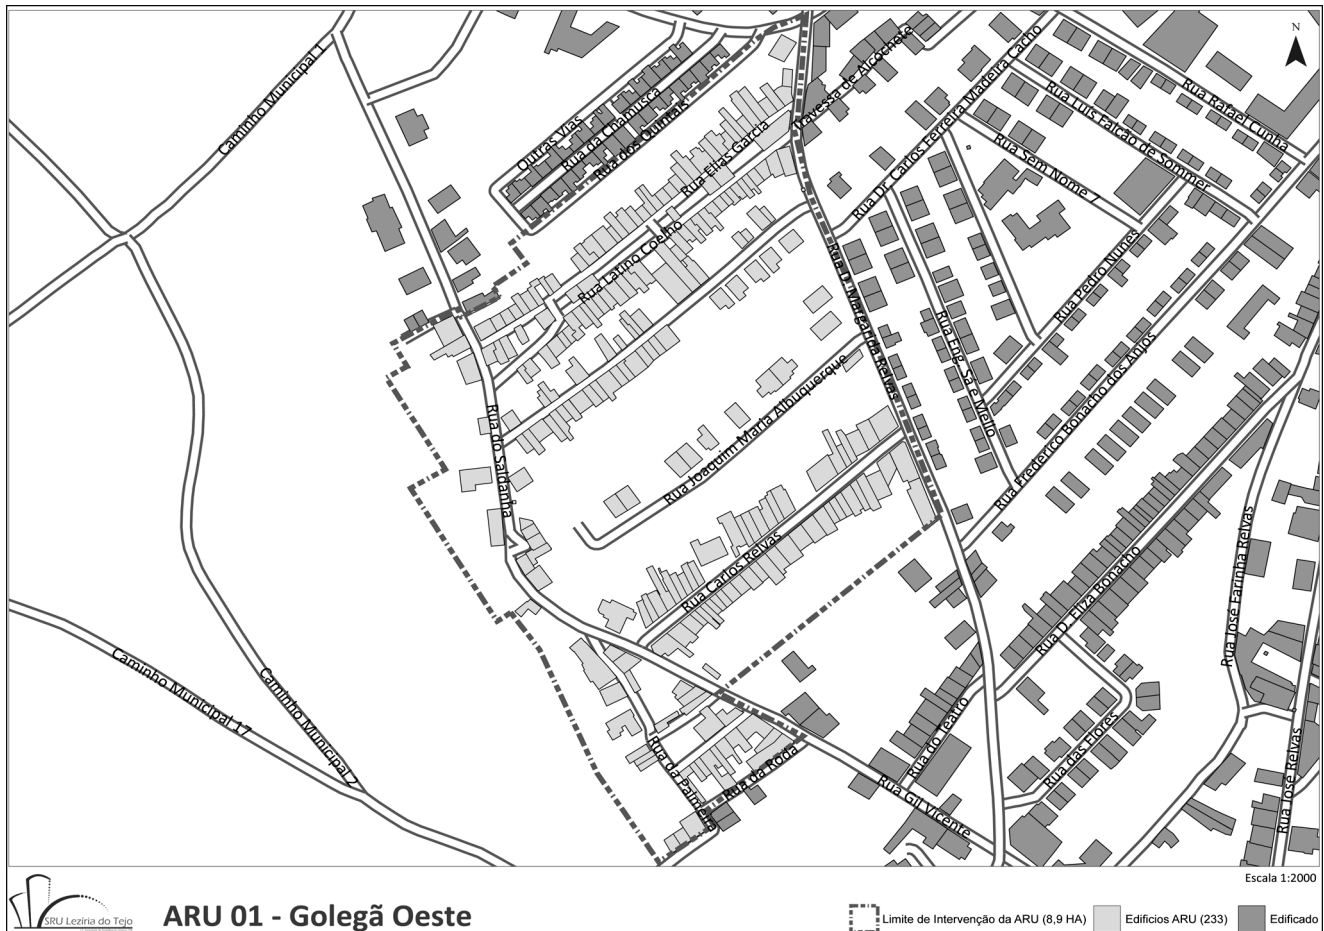 N
Caminho Municipal 1
Outras Vias
Rua da Chamusca
Rua dos Quintais
Rua Elias Garcia
Travessa de Alcochete
Rua Dr. Carlos Ferreira Madeira Cacho
Rua Rafael Cunha
Rua Luis Falcão de Sommer
Rua Sem Nome 7
Rua Latino Coelho
Rua D. Margarida Relvas
Rua Pedro Nunes
Rua Eng. Sá e Mello
Rua Frederico Bonacho dos Anjos
Rua Joaquim Maria Albuquerque
Rua do Saldanha
Rua Carlos Relvas
Rua D. Eliza Bonacho
Rua José Farinha Relvas
Caminho Municipal 17
Caminho Municipal 2
Rua da Palmeira
Rua da Roda
Rua do Teatro
Rua das Flores
Rua Gil Vicente
Rua José Relvas
Escala 1:2000
SRU Lezíria do Tejo
ARU 01 - Golegã Oeste
Limite de Intervenção da ARU (8,9 HA)
Edifícios ARU (233)
Edificado